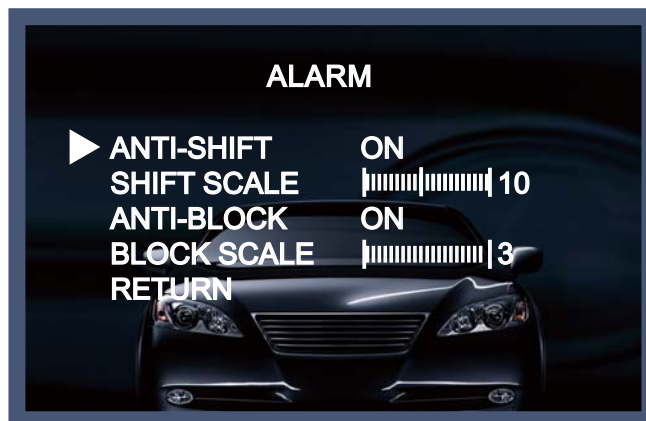 ALARM
ANTI-SHIFT ON
SHIFT SCALE 10
ANTI-BLOCK ON
BLOCK SCALE 3
RETURN